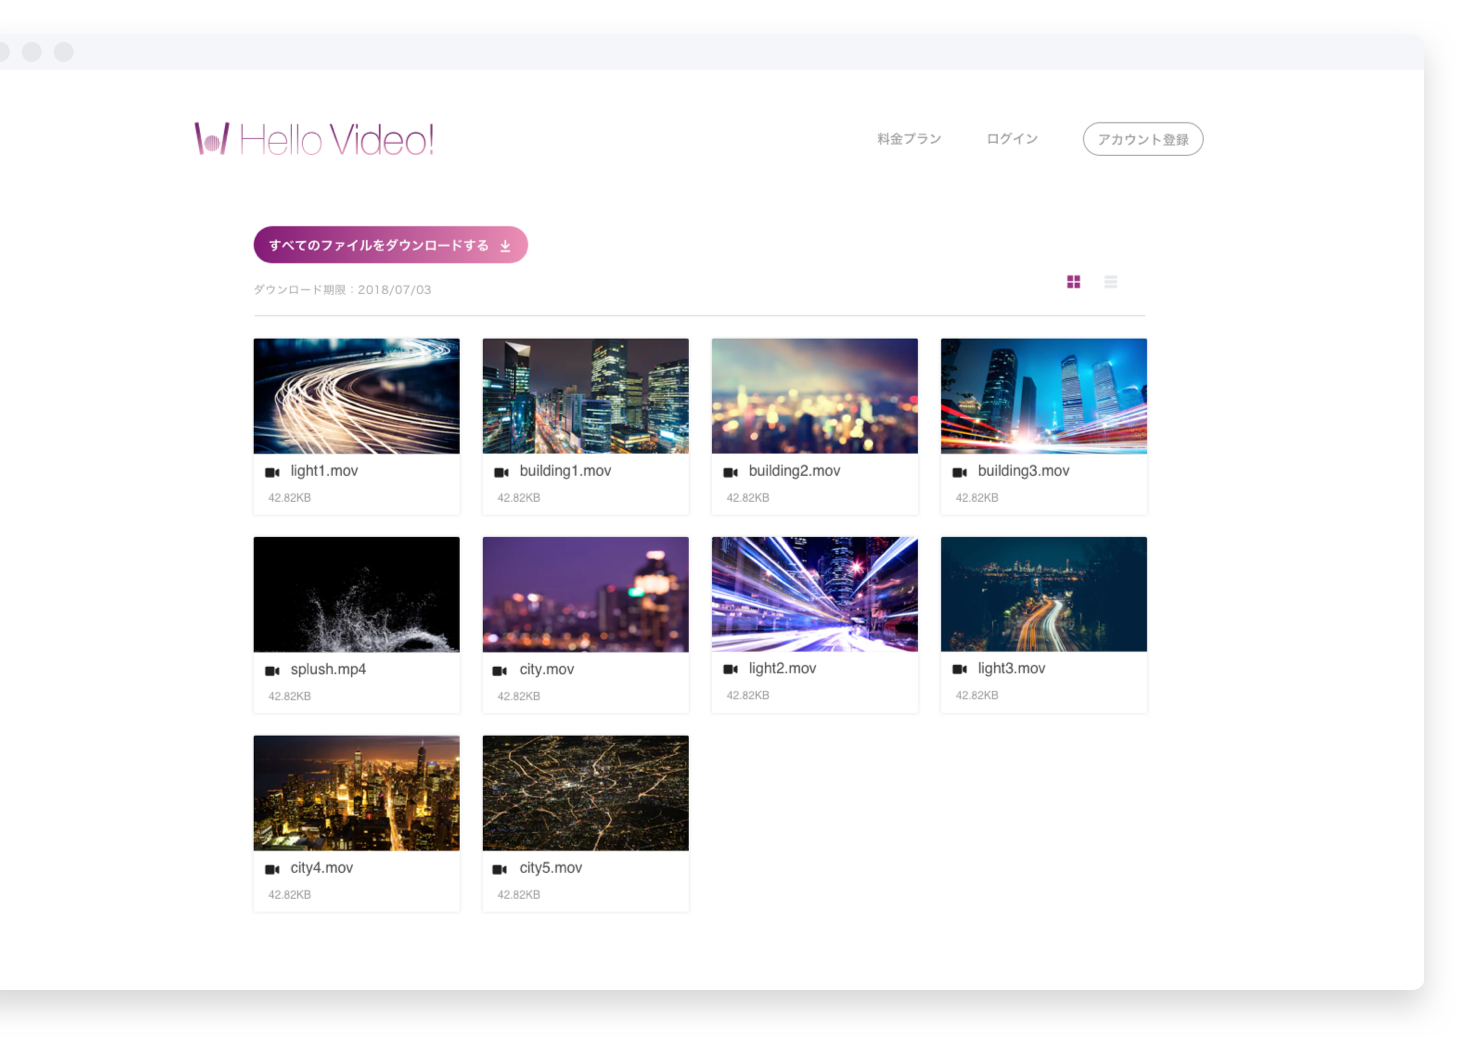 Hello Video!
料金プラン
ログイン
アカウント登録
すべてのファイルをダウンロードする
ダウンロード期限：2018/07/03
light1.mov
42.82KB
building1.mov
42.82KB
building2.mov
42.82KB
building3.mov
42.82KB
splush.mp4
42.82KB
city.mov
42.82KB
light2.mov
42.82KB
light3.mov
42.82KB
city4.mov
42.82KB
city5.mov
42.82KB